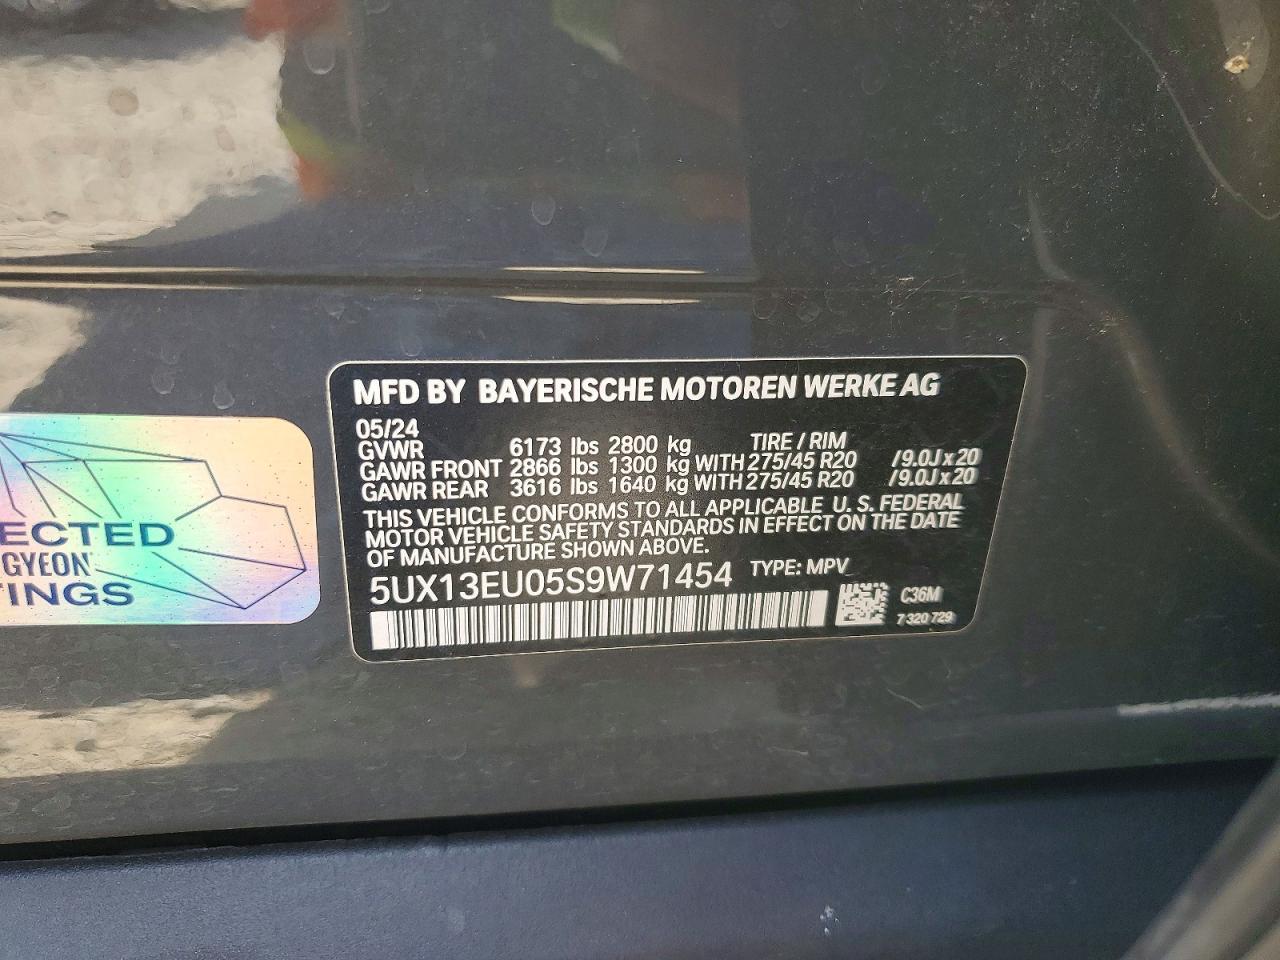 MFD BY BAYERISCHE MOTOREN WERKE AG
05/24
GVWR 6173 lbs 2800 kg TIRE / RIM
GAWR FRONT 2866 lbs 1300 kg WITH 275/45 R20 /9.0J x 20
GAWR REAR 3616 lbs 1640 kg WITH 275/45 R20 /9.0J x 20
THIS VEHICLE CONFORMS TO ALL APPLICABLE U. S. FEDERAL
MOTOR VEHICLE SAFETY STANDARDS IN EFFECT ON THE DATE
OF MANUFACTURE SHOWN ABOVE.
5UX13EU05S9W71454 TYPE: MPV
C36M
7 320 729
ECTED
GYEON
TINGS